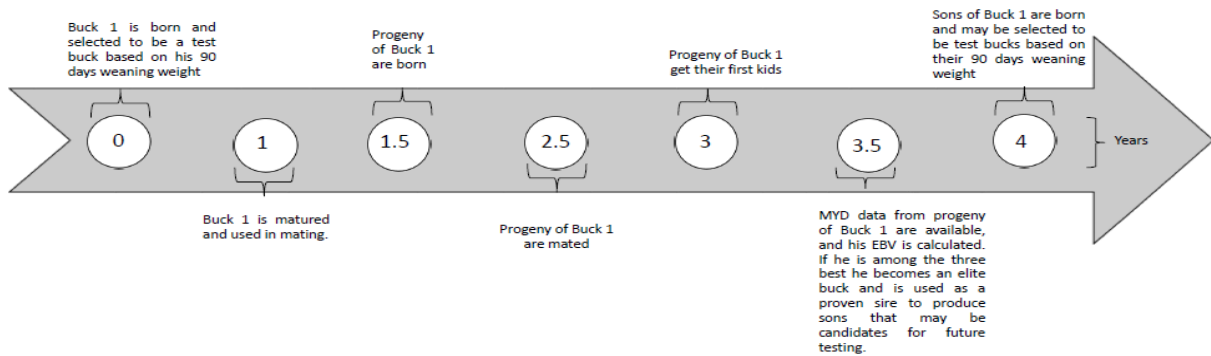 Buck 1 is born and
selected to be a test
buck based on his 90
days weaning weight
0
1
Buck 1 is matured
and used in mating.
Progeny
of Buck 1
are born
1.5
2.5
Progeny of Buck 1
are mated
Progeny of Buck 1
get their first kids
3
3.5
MYD data from progeny
of Buck 1 are available,
and his EBV is calculated.
If he is among the three
best he becomes an elite
buck and is used as a
proven sire to produce
sons that may be
candidates for future
testing.
Sons of Buck 1 are born
and may be selected to
be test bucks based on
their 90 days weaning
weight
4
Years